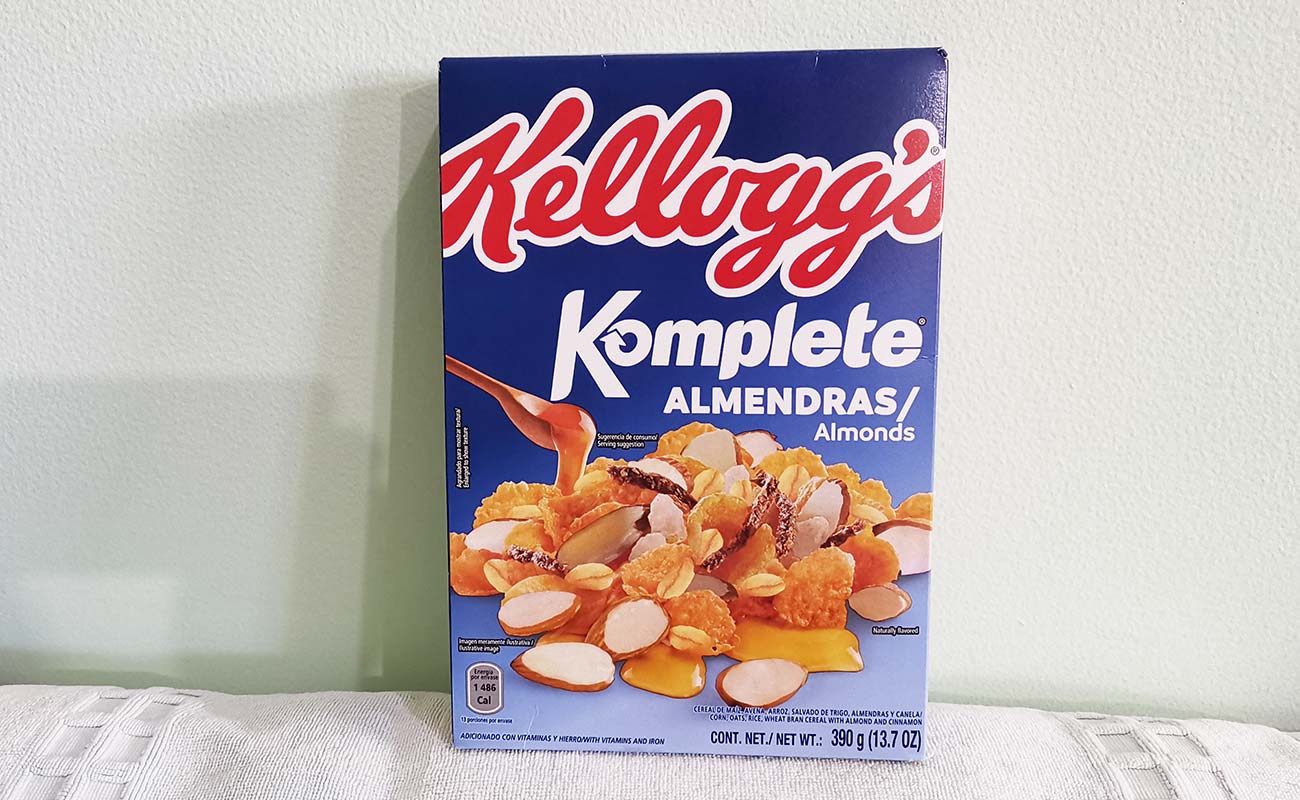 Kellogg's®
Komplete®
ALMENDRAS/
Almonds
Sugerencia de consumo/
Serving suggestion
Agrandado para mostrar textura/
Enlarged to show texture
Naturally flavored
Imagen meramente ilustrativa /
Illustrative image
Energía
por envase
1 486
Cal
13 porciones por envase
CEREAL DE MAÍZ, AVENA, ARROZ, SALVADO DE TRIGO, ALMENDRAS Y CANELA/
CORN, OATS, RICE, WHEAT BRAN CEREAL WITH ALMOND AND CINNAMON
ADICIONADO CON VITAMINAS Y HIERRO/WITH VITAMINS AND IRON
CONT. NET./ NET WT.: 390 g (13.7 OZ)